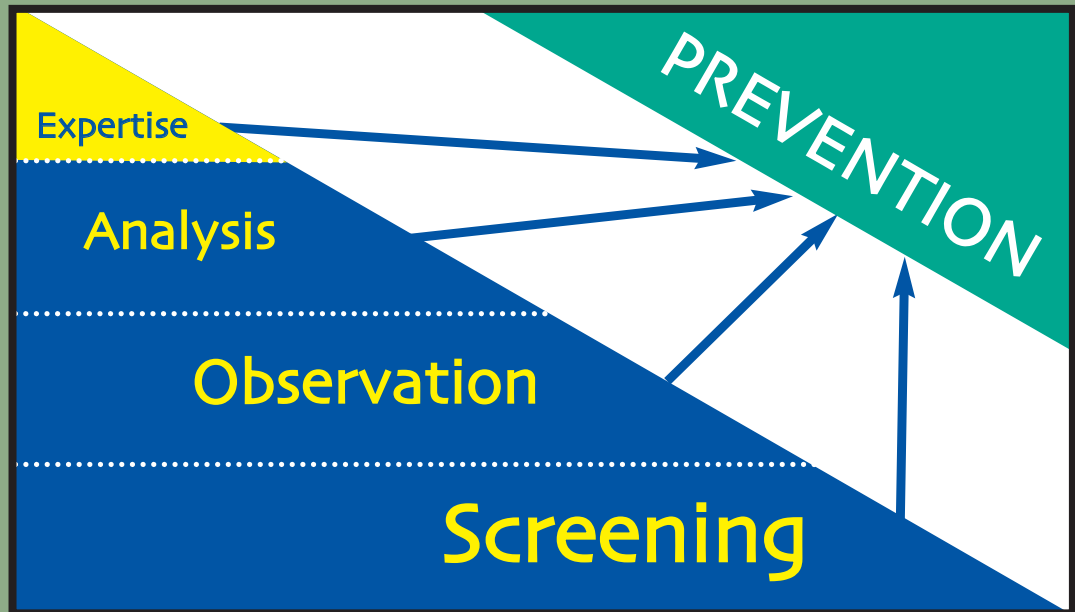 PREVENTION
Expertise
Analysis
Observation
Screening